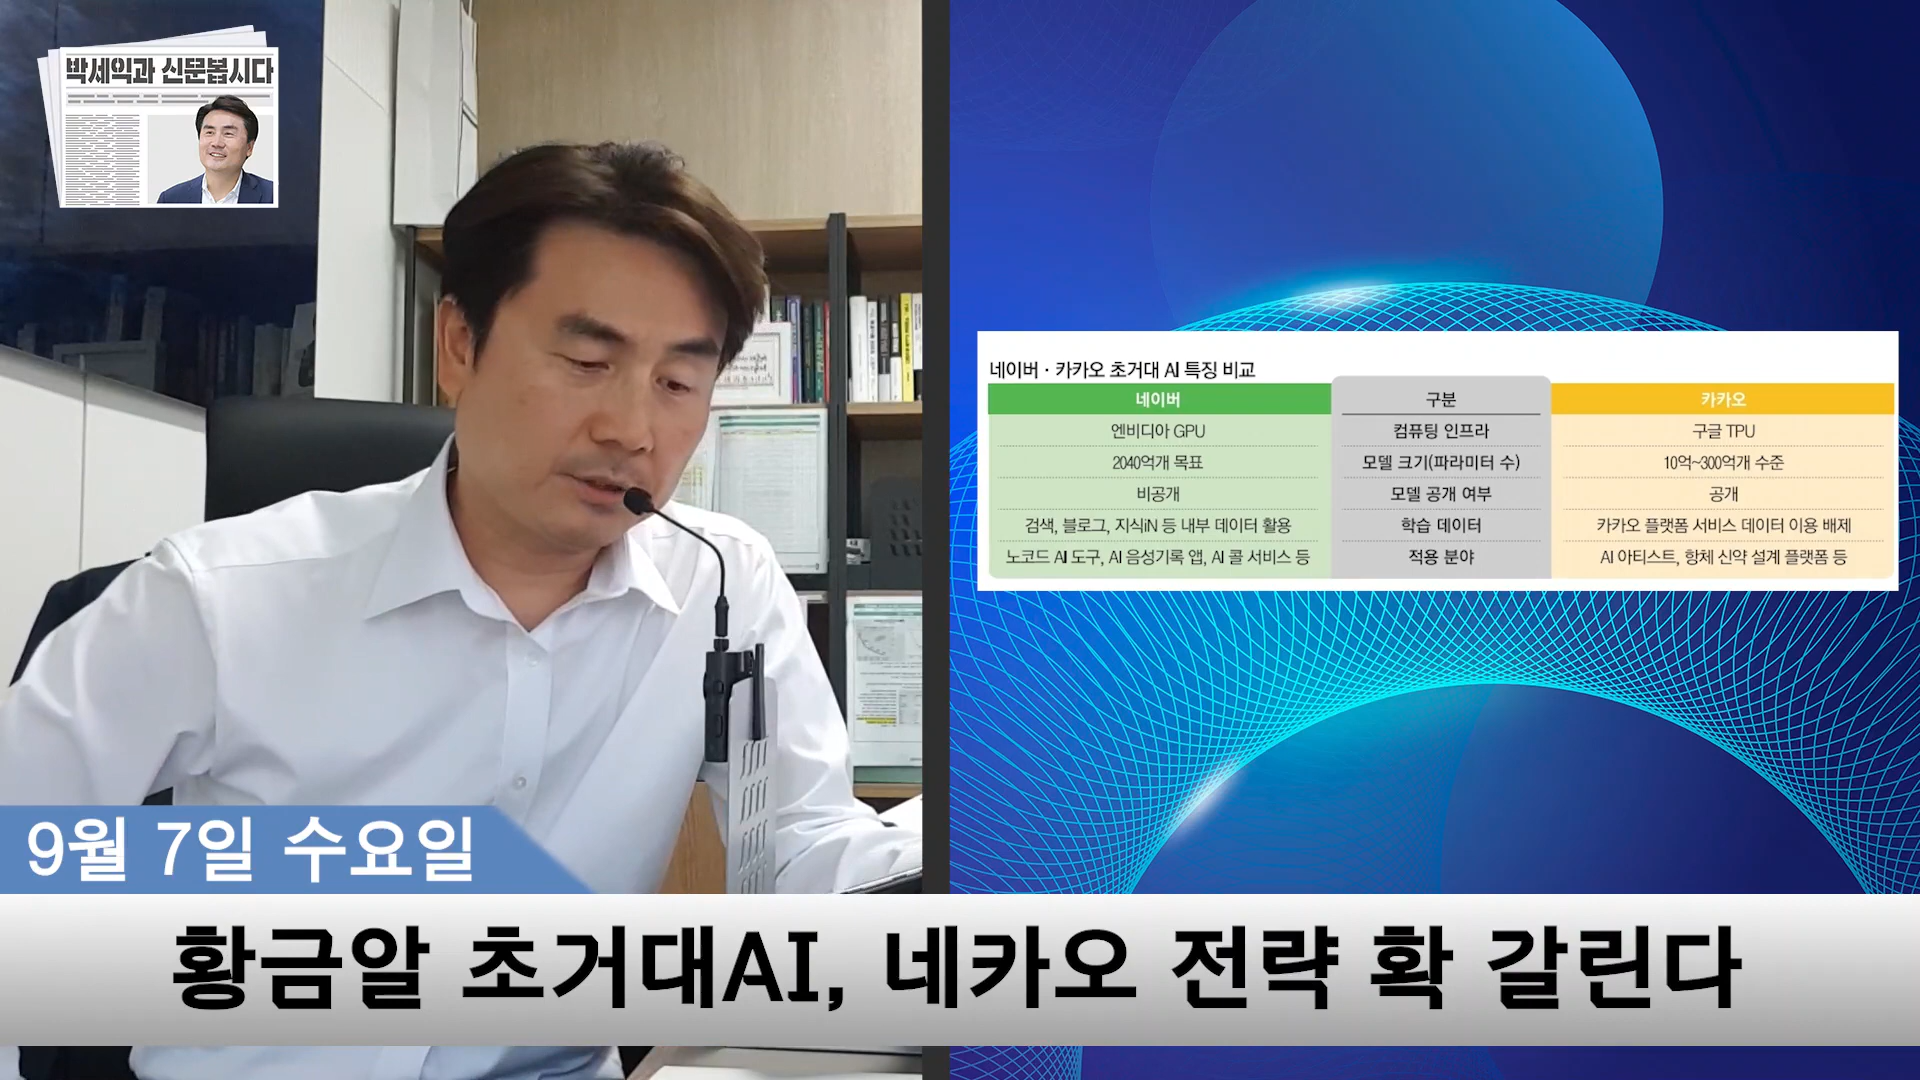 박세익과 신문봅시다
네이버 · 카카오 초거대 AI 특징 비교
네이버 구분 카카오
엔비디아 GPU 컴퓨팅 인프라 구글 TPU
2040억개 목표 모델 크기(파라미터 수) 10억~300억개 수준
비공개 모델 공개 여부 공개
검색, 블로그, 지식iN 등 내부 데이터 활용 학습 데이터 카카오 플랫폼 서비스 데이터 이용 배제
노코드 AI 도구, AI 음성기록 앱, AI 콜 서비스 등 적용 분야 AI 아티스트, 항체 신약 설계 플랫폼 등
9월 7일 수요일
황금알 초거대AI, 네카오 전략 확 갈린다